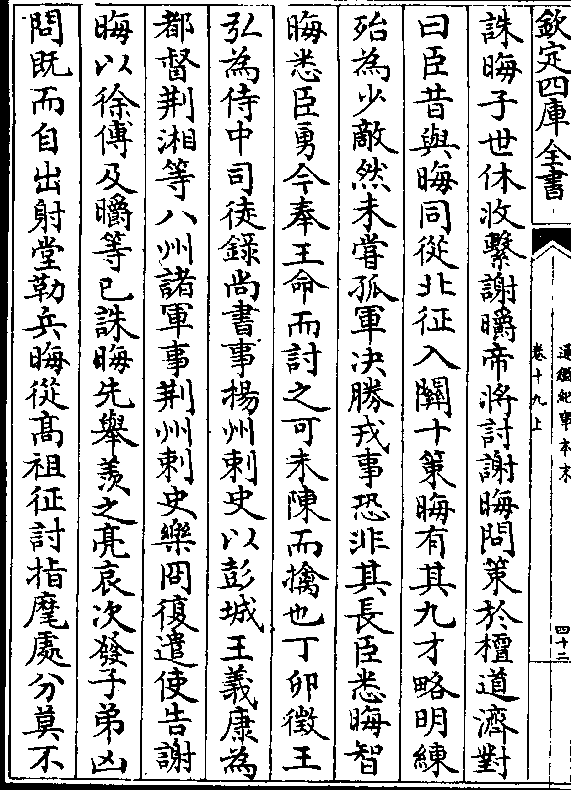 欽定四庫全書
通鑑紀事本末
卷十九上
四十二
誅晦子世休收繫謝㬭帝將討謝晦問策於檀道濟對
曰臣昔與晦同從北征入關十策晦有其九才略明練
殆為少敵然未嘗孤軍决勝戎事恐非其長臣悉晦智
晦悉臣勇今奉王命而討之可未陳而擒也丁卯徵王
弘為侍中司徒錄尚書事揚州刺史以彭城王義康為
都督荆湘等八州諸軍事荆州刺史樂冏復遣使告謝
晦以徐傅及㬭等已誅晦先舉羨之亮哀次發子弟凶
問既而自出射堂勒兵晦從髙祖征討指麾處分莫不